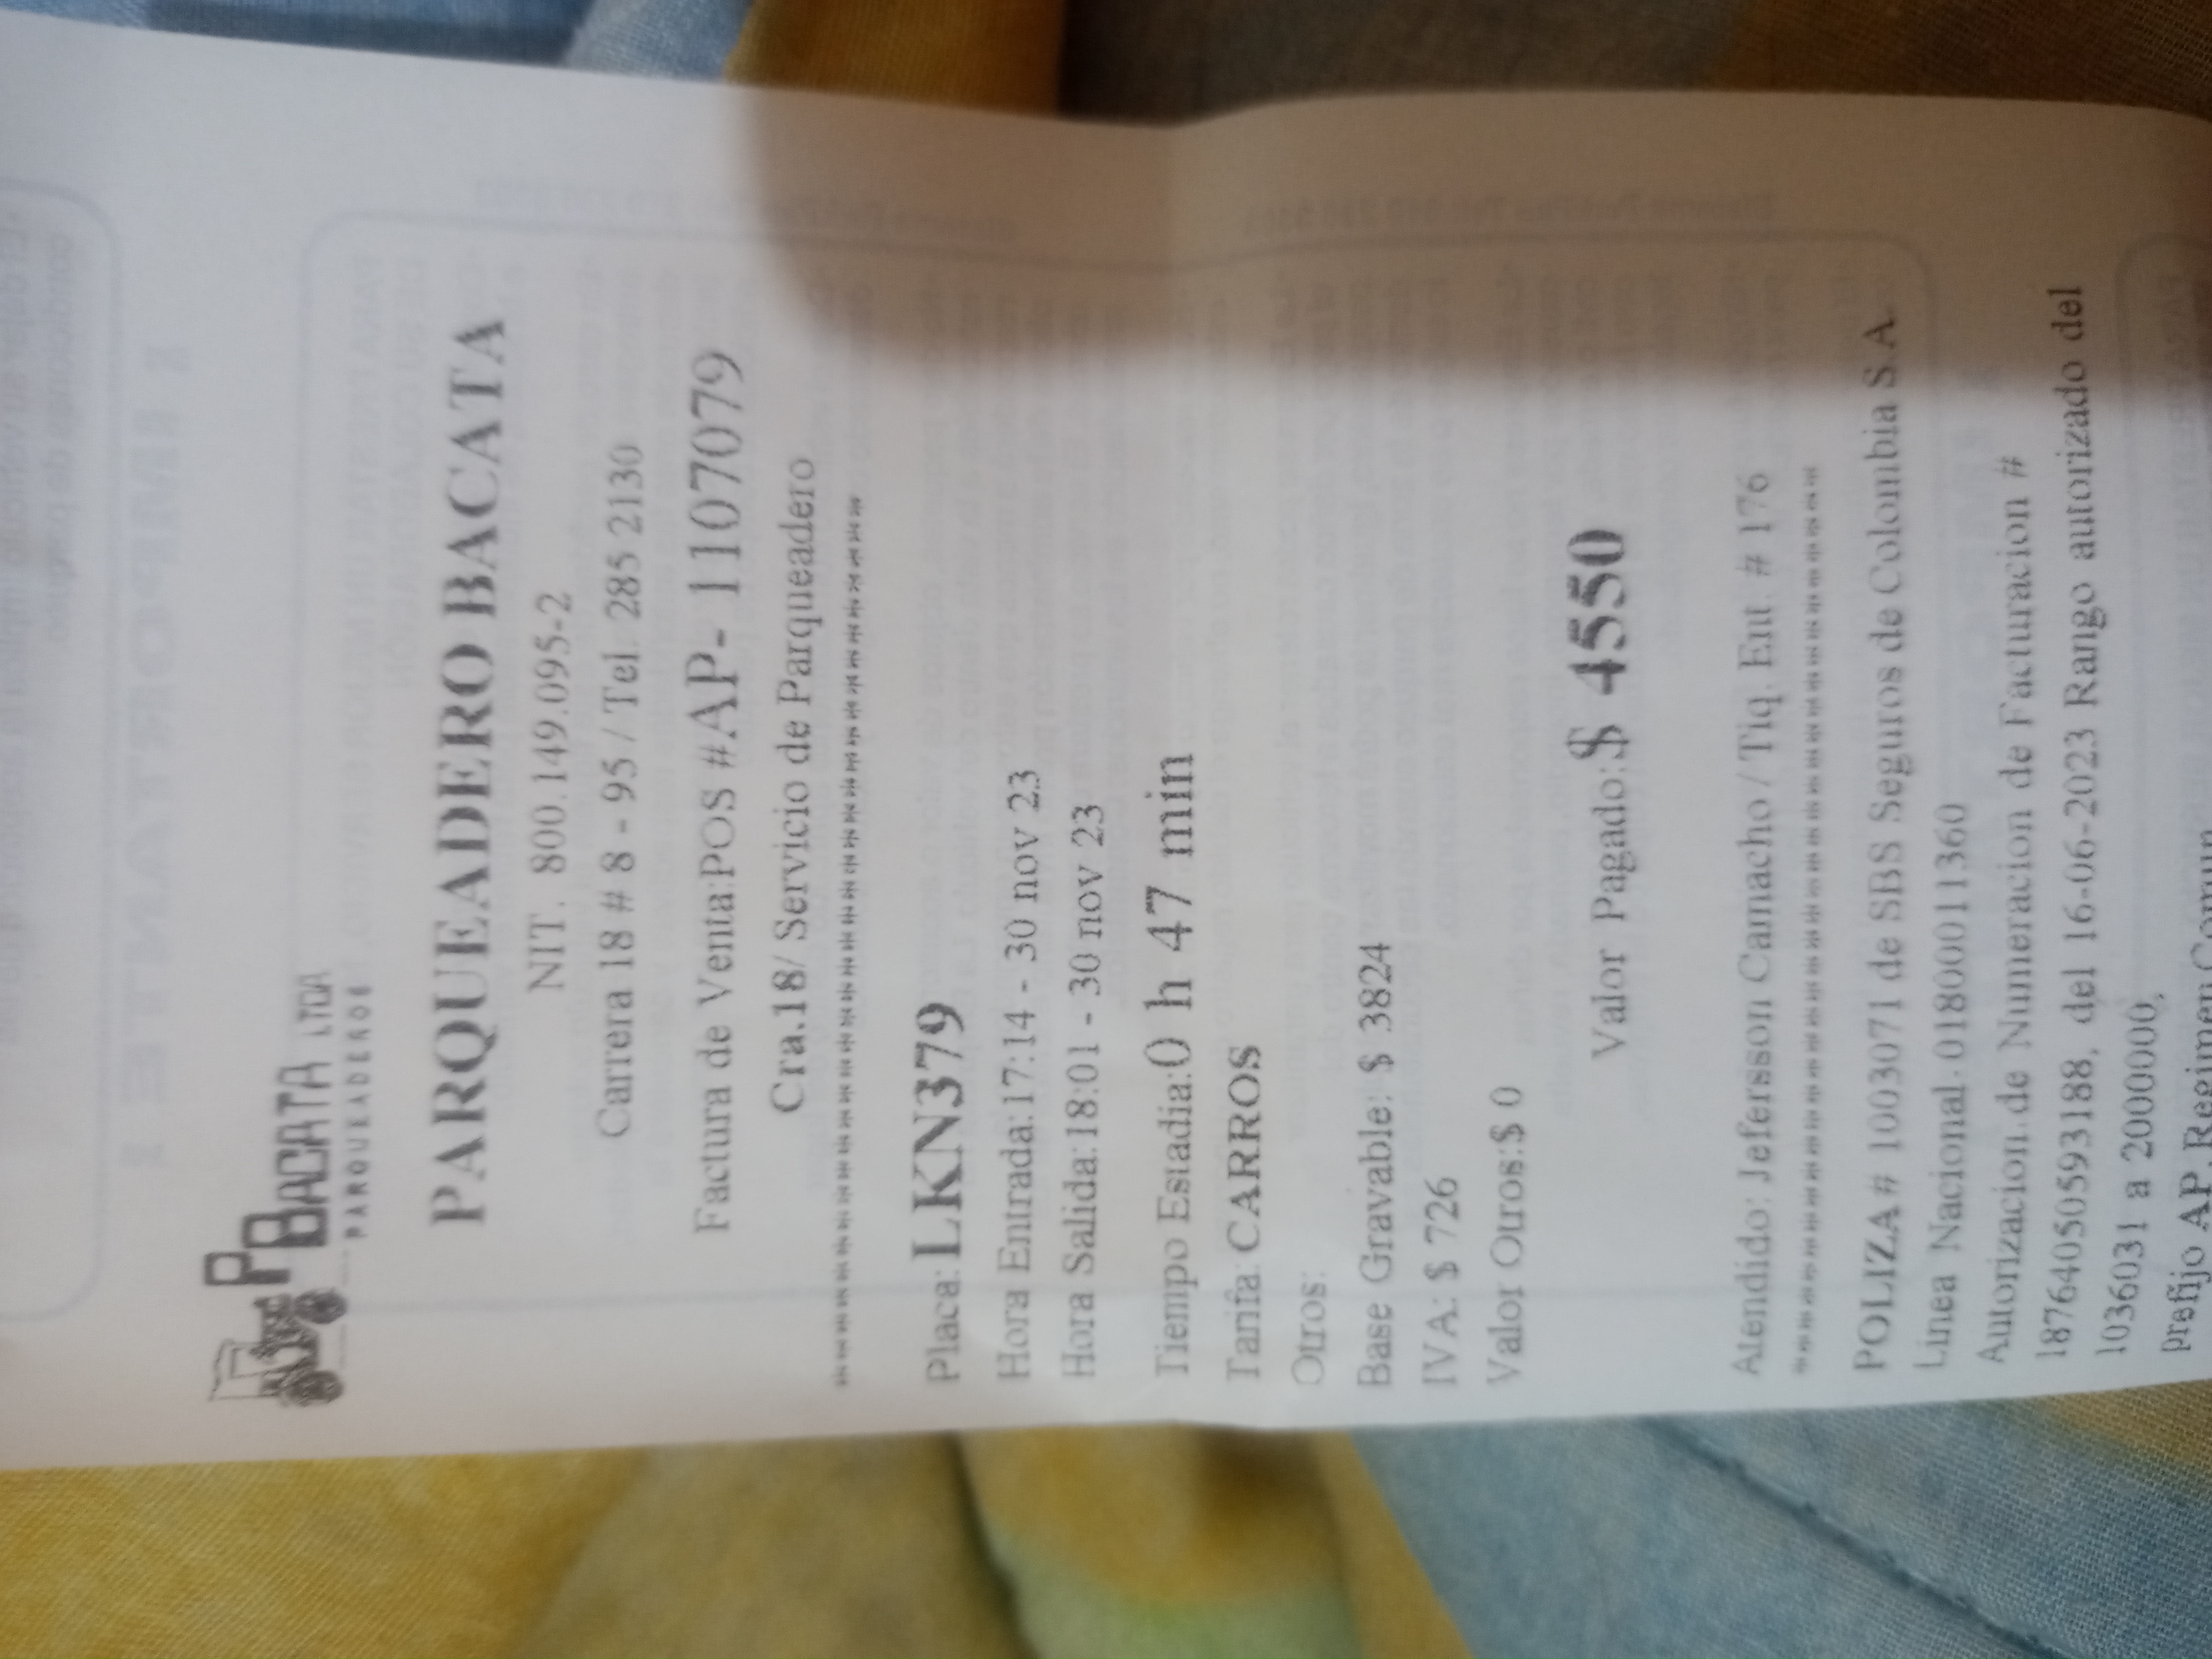 P BACATA LTDA
PARQUEADEROS
PARQUEADERO BACATA
NIT. 800.149.095-2
Carrera 18 # 8 - 95 / Tel. 285 2130
Factura de Venta:POS #AP- 1107079
Cra.18/ Servicio de Parqueadero
Placa: LKN379
Hora Entrada:17:14 - 30 nov 23
Hora Salida:18:01 - 30 nov 23
Tiempo Estadia:0 h 47 min
Tarifa: CARROS
Otros:
Base Gravable: $ 3824
IVA: $ 726
Valor Otros:$ 0
Valor Pagado:$ 4550
Atendido: Jefersson Camacho / Tiq. Ent. # 176
POLIZA # 1003071 de SBS Seguros de Colombia S.A.
Linea Nacional. 018000011360
Autorizacion.de Numeracion de Facturacion #
18764050593188, del 16-06-2023 Rango autorizado del
1036031 a 2000000,
prefijo AP Regimen Comun